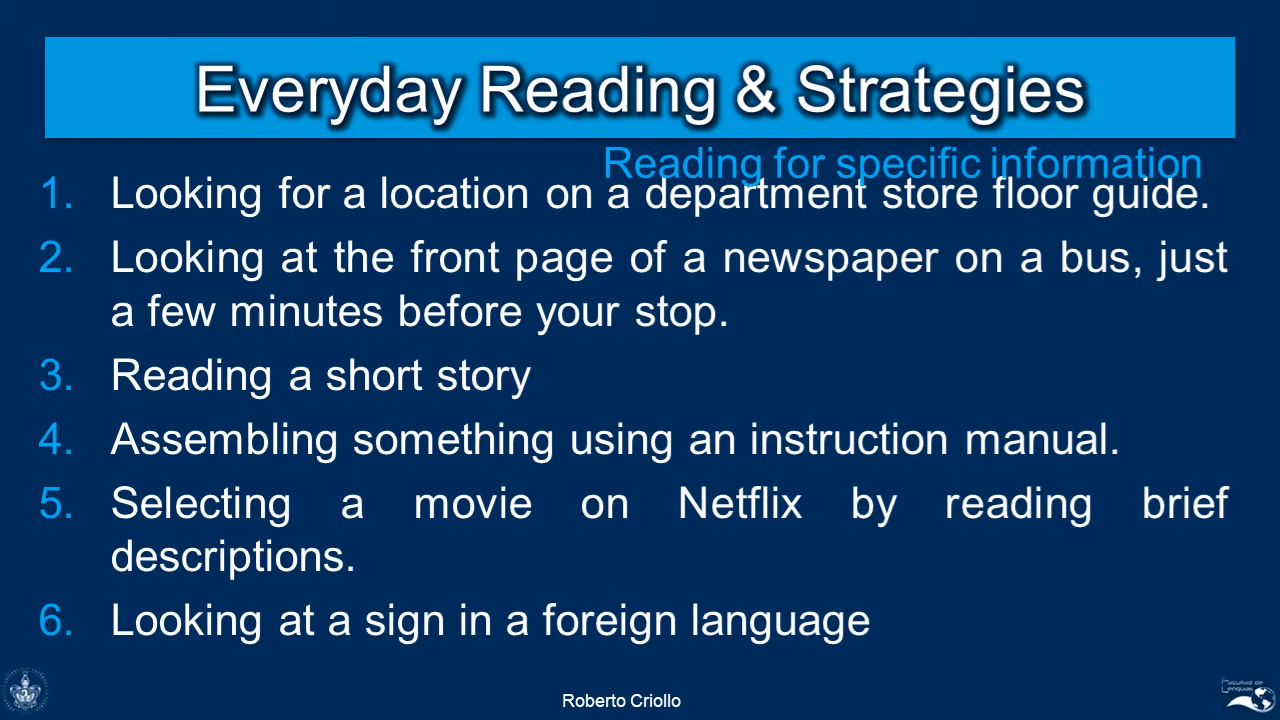 Everyday Reading & Strategies
Reading for specific information
1. Looking for a location on a department store floor guide.
2. Looking at the front page of a newspaper on a bus, just
a few minutes before your stop.
3. Reading a short story
4. Assembling something using an instruction manual.
5. Selecting a movie on Netflix by reading brief
descriptions.
6. Looking at a sign in a foreign language
Roberto Criollo
Facultad de
Lenguas